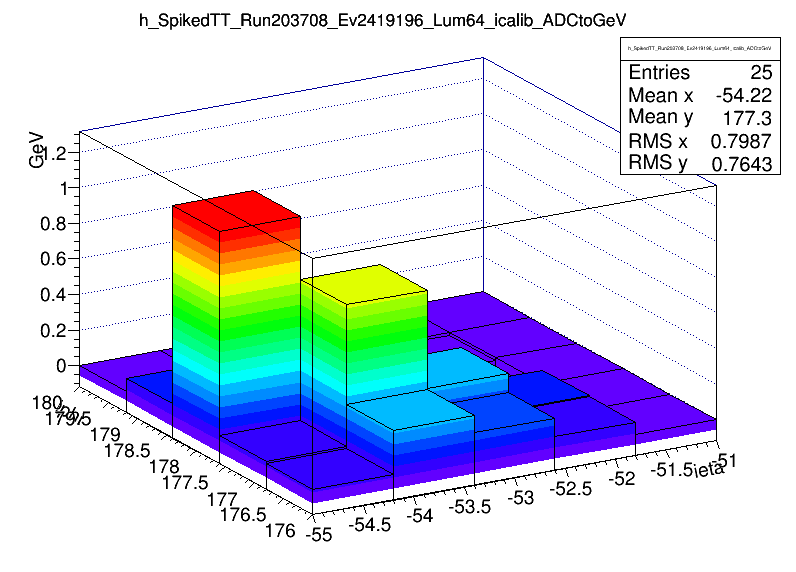 h_SpikedTT_Run203708_Ev2419196_Lum64_icalib_ADCtoGeV
h_SpikedTT_Run203708_Ev2419196_Lum64_icalib_ADCtoGeV
Entries 25
Mean x -54.22
Mean y 177.3
RMS x 0.7987
RMS y 0.7643
GeV
1.2
1
0.8
0.6
0.4
0.2
0
180
179.5
179
178.5
178
177.5
177
176.5
176
-55
-54.5
-54
-53.5
-53
-52.5
-52
-51.5
-51
ieta